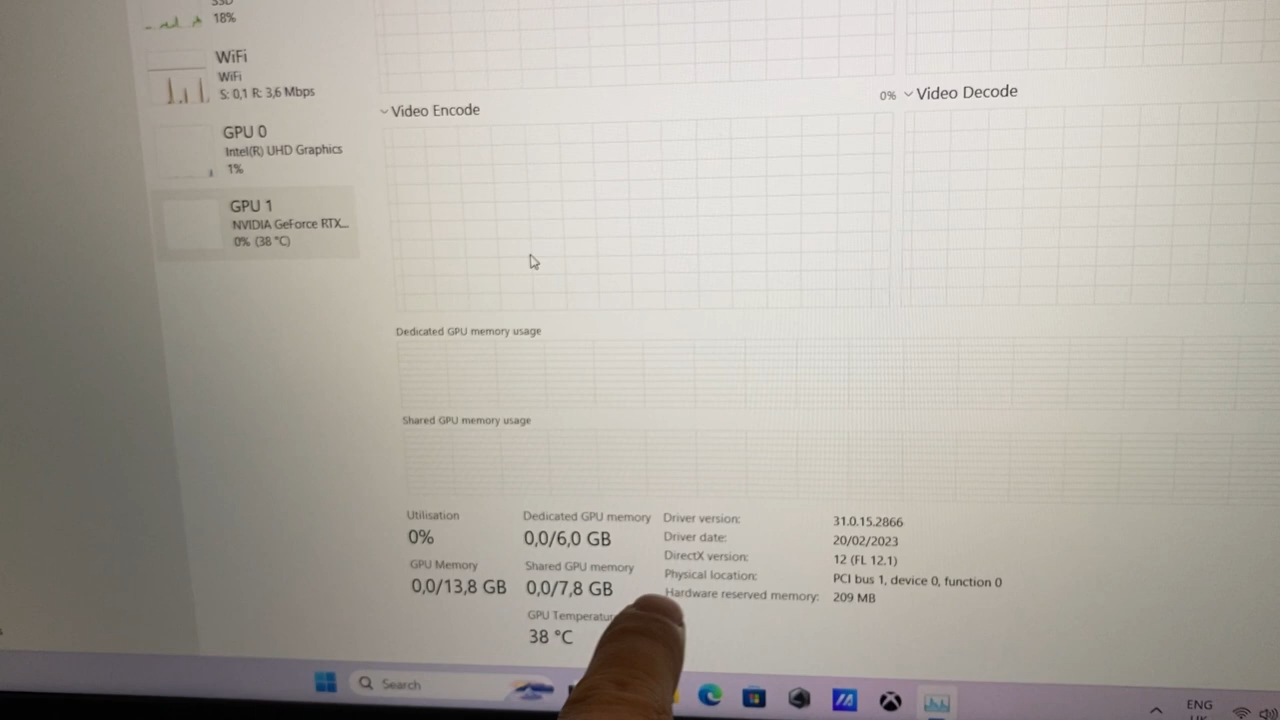 SSD
18%
WiFi
WiFi
S: 0,1 R: 3,6 Mbps
GPU 0
Intel(R) UHD Graphics
1%
GPU 1
NVIDIA GeForce RTX...
0% (38 °C)
Video Encode
0%
Video Decode
Dedicated GPU memory usage
Shared GPU memory usage
Utilisation
0%
GPU Memory
0,0/13,8 GB
Dedicated GPU memory
0,0/6,0 GB
Shared GPU memory
0,0/7,8 GB
GPU Temperatur
38 °C
Driver version: 31.0.15.2866
Driver date: 20/02/2023
DirectX version: 12 (FL 12.1)
Physical location: PCI bus 1, device 0, function 0
Hardware reserved memory: 209 MB
Search
ENG